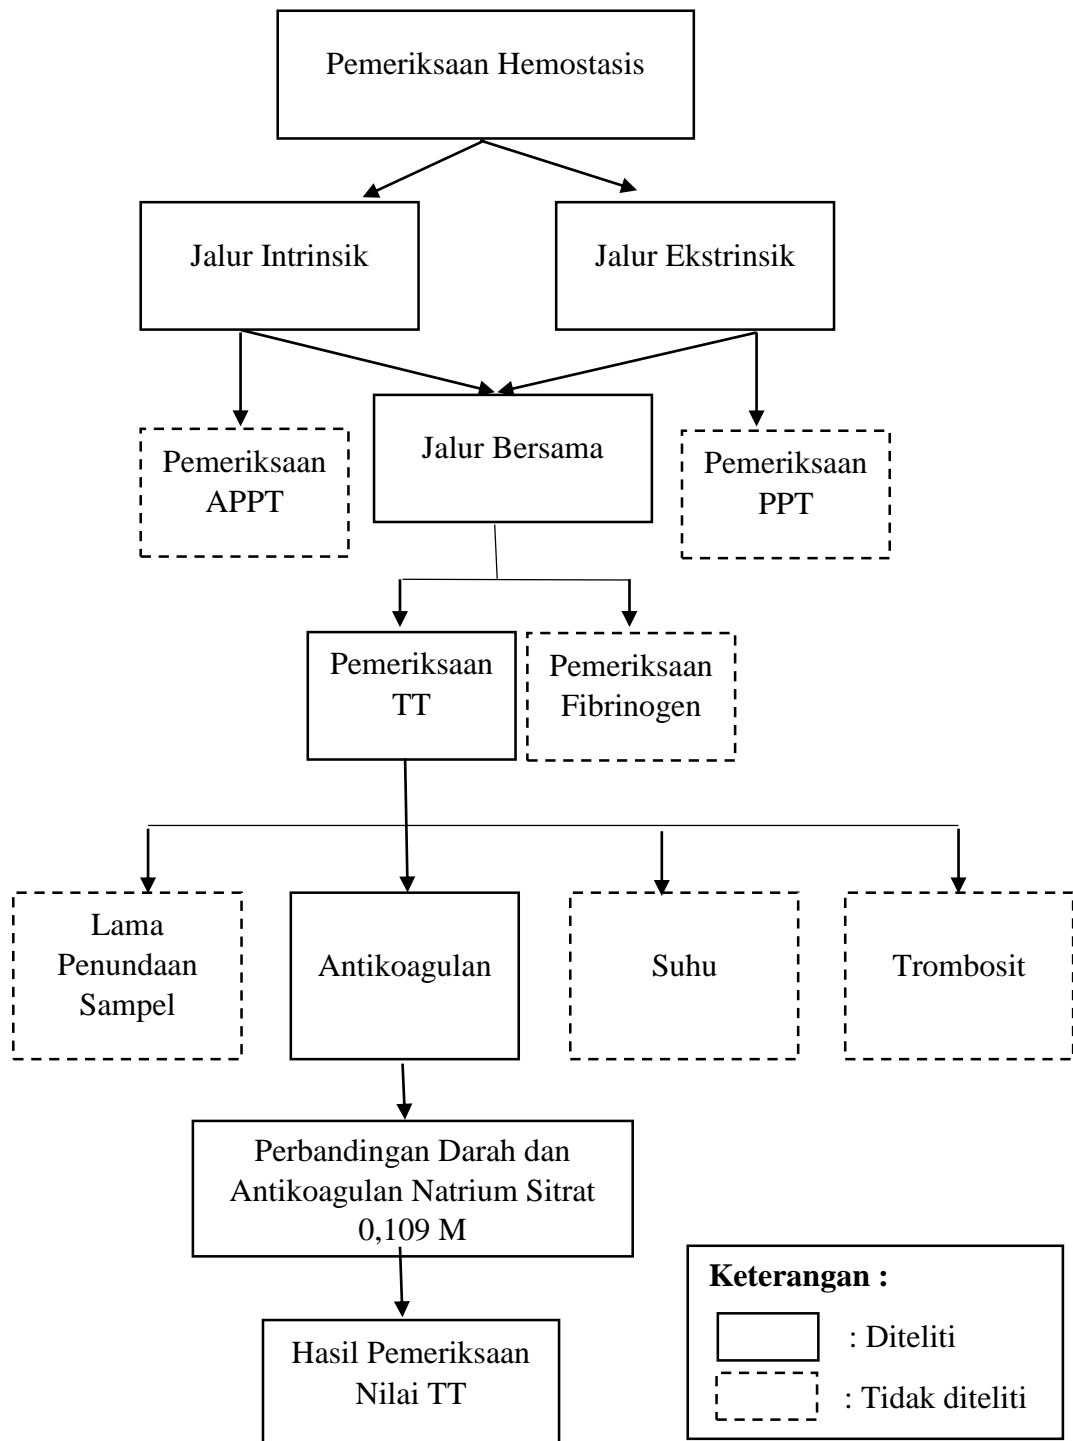 Pemeriksaan Hemostasis
Jalur Intrinsik
Jalur Ekstrinsik
Pemeriksaan
APPT
Jalur Bersama
Pemeriksaan
PPT
Pemeriksaan
TT
Pemeriksaan
Fibrinogen
Lama
Penundaan
Sampel
Antikoagulan
Suhu
Trombosit
Perbandingan Darah dan
Antikoagulan Natrium Sitrat
0,109 M
Hasil Pemeriksaan
Nilai TT
Keterangan :
: Diteliti
: Tidak diteliti